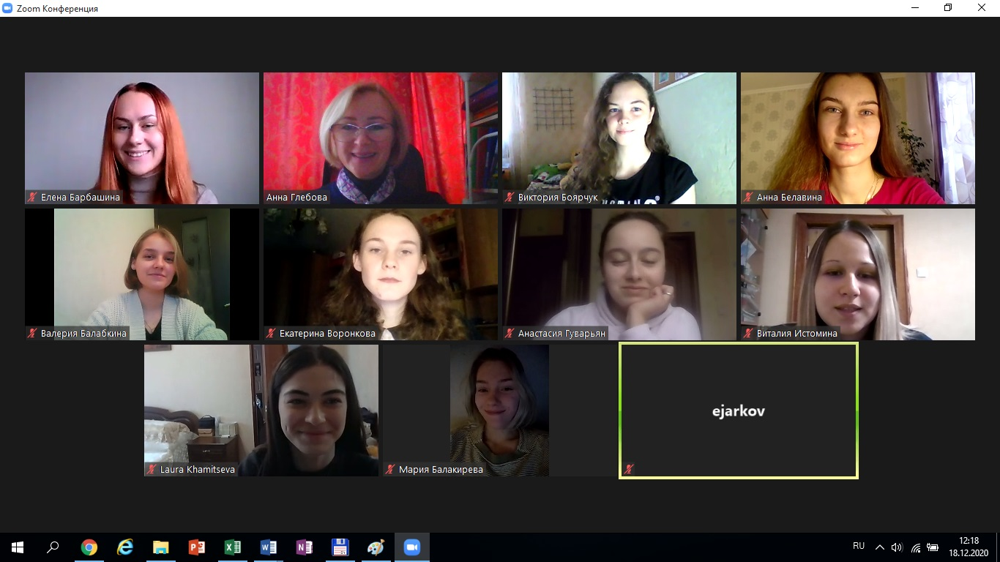 Zoom Конференция
Елена Барбашина
Анна Глебова
Виктория Боярчук
Анна Белавина
Валерия Балабкина
Екатерина Воронкова
Анастасия Гуварьян
Виталия Истомина
Laura Khamitseva
Мария Балакирева
ejarkov
RU
12:18
18.12.2020